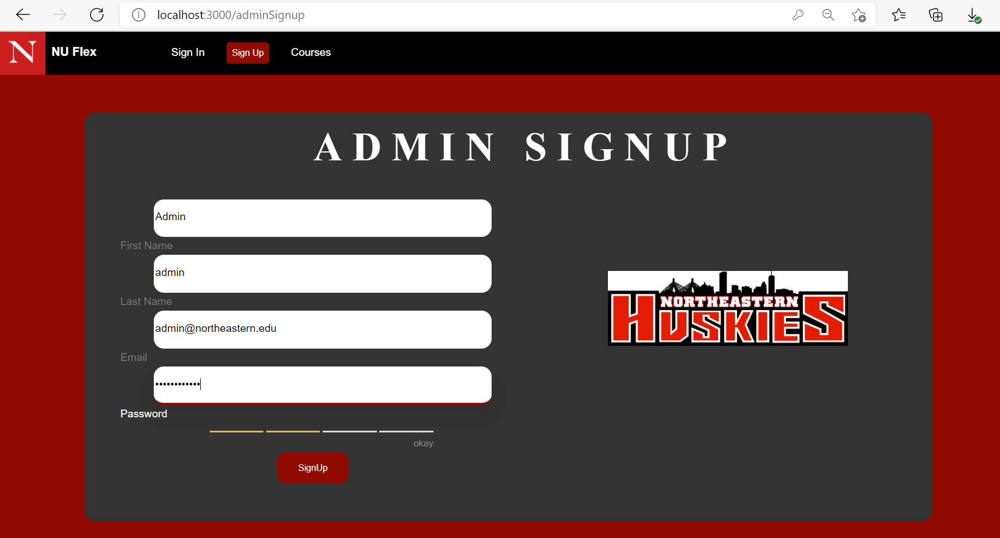 localhost:3000/adminSignup
N NU Flex Sign In Sign Up Courses
ADMIN SIGNUP
Admin
First Name
admin
Last Name
admin@northeastern.edu
Email
••••••••••••
Password
okay
SignUp
NORTHEASTERN
HUSKIES